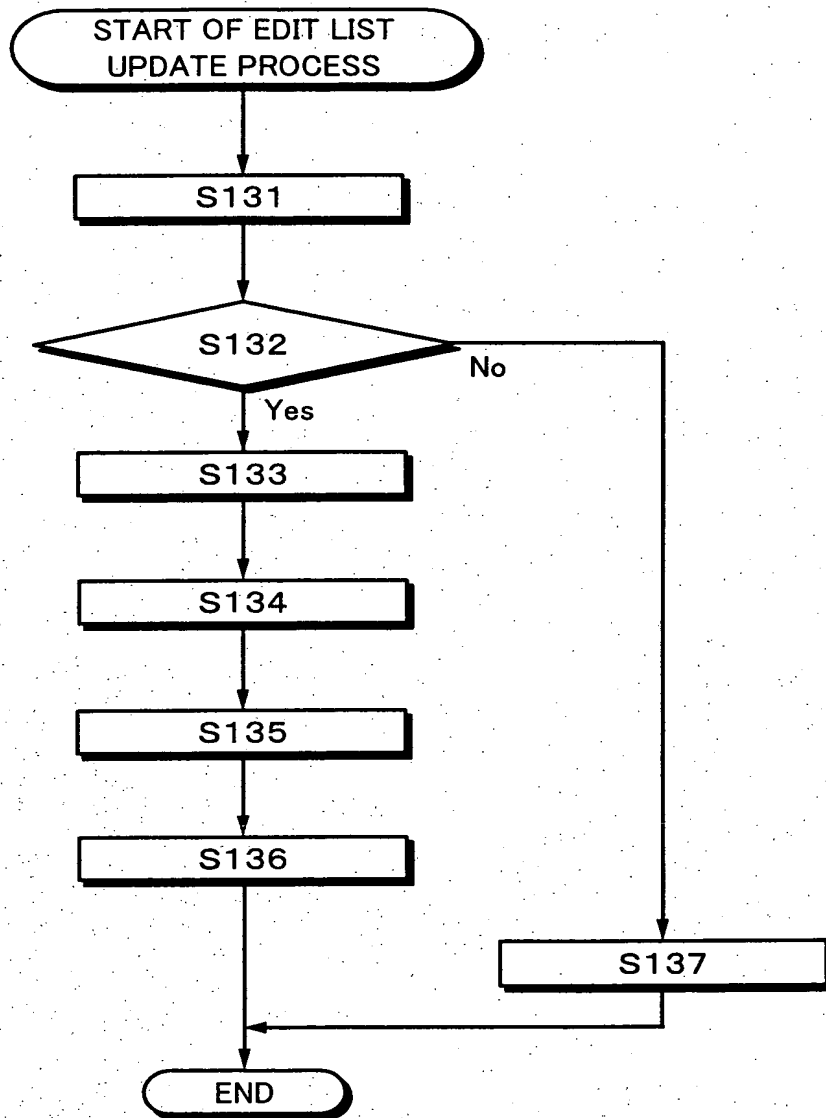 START OF EDIT LIST
UPDATE PROCESS
S131
S132
No
Yes
S133
S134
S135
S136
S137
END